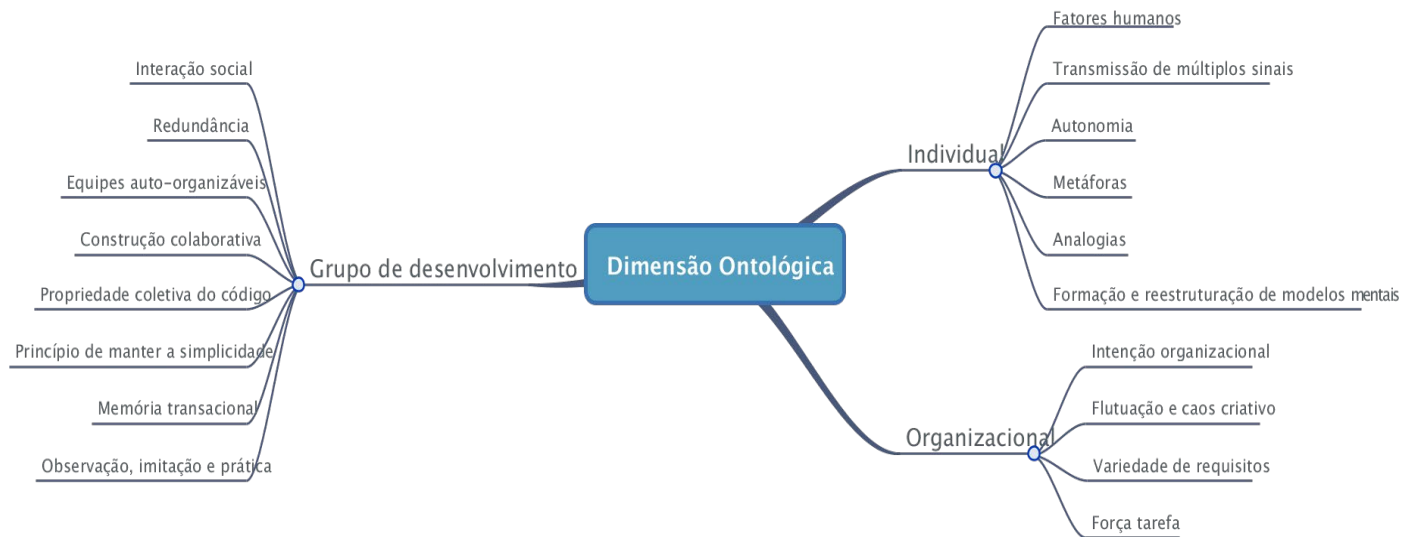 Dimensão Ontológica
Grupo de desenvolvimento
Interação social
Redundância
Equipes auto-organizáveis
Construção colaborativa
Propriedade coletiva do código
Princípio de manter a simplicidade
Memória transacional
Observação, imitação e prática
Individual
Fatores humanos
Transmissão de múltiplos sinais
Autonomia
Metáforas
Analogias
Formação e reestruturação de modelos mentais
Organizacional
Intenção organizacional
Flutuação e caos criativo
Variedade de requisitos
Força tarefa